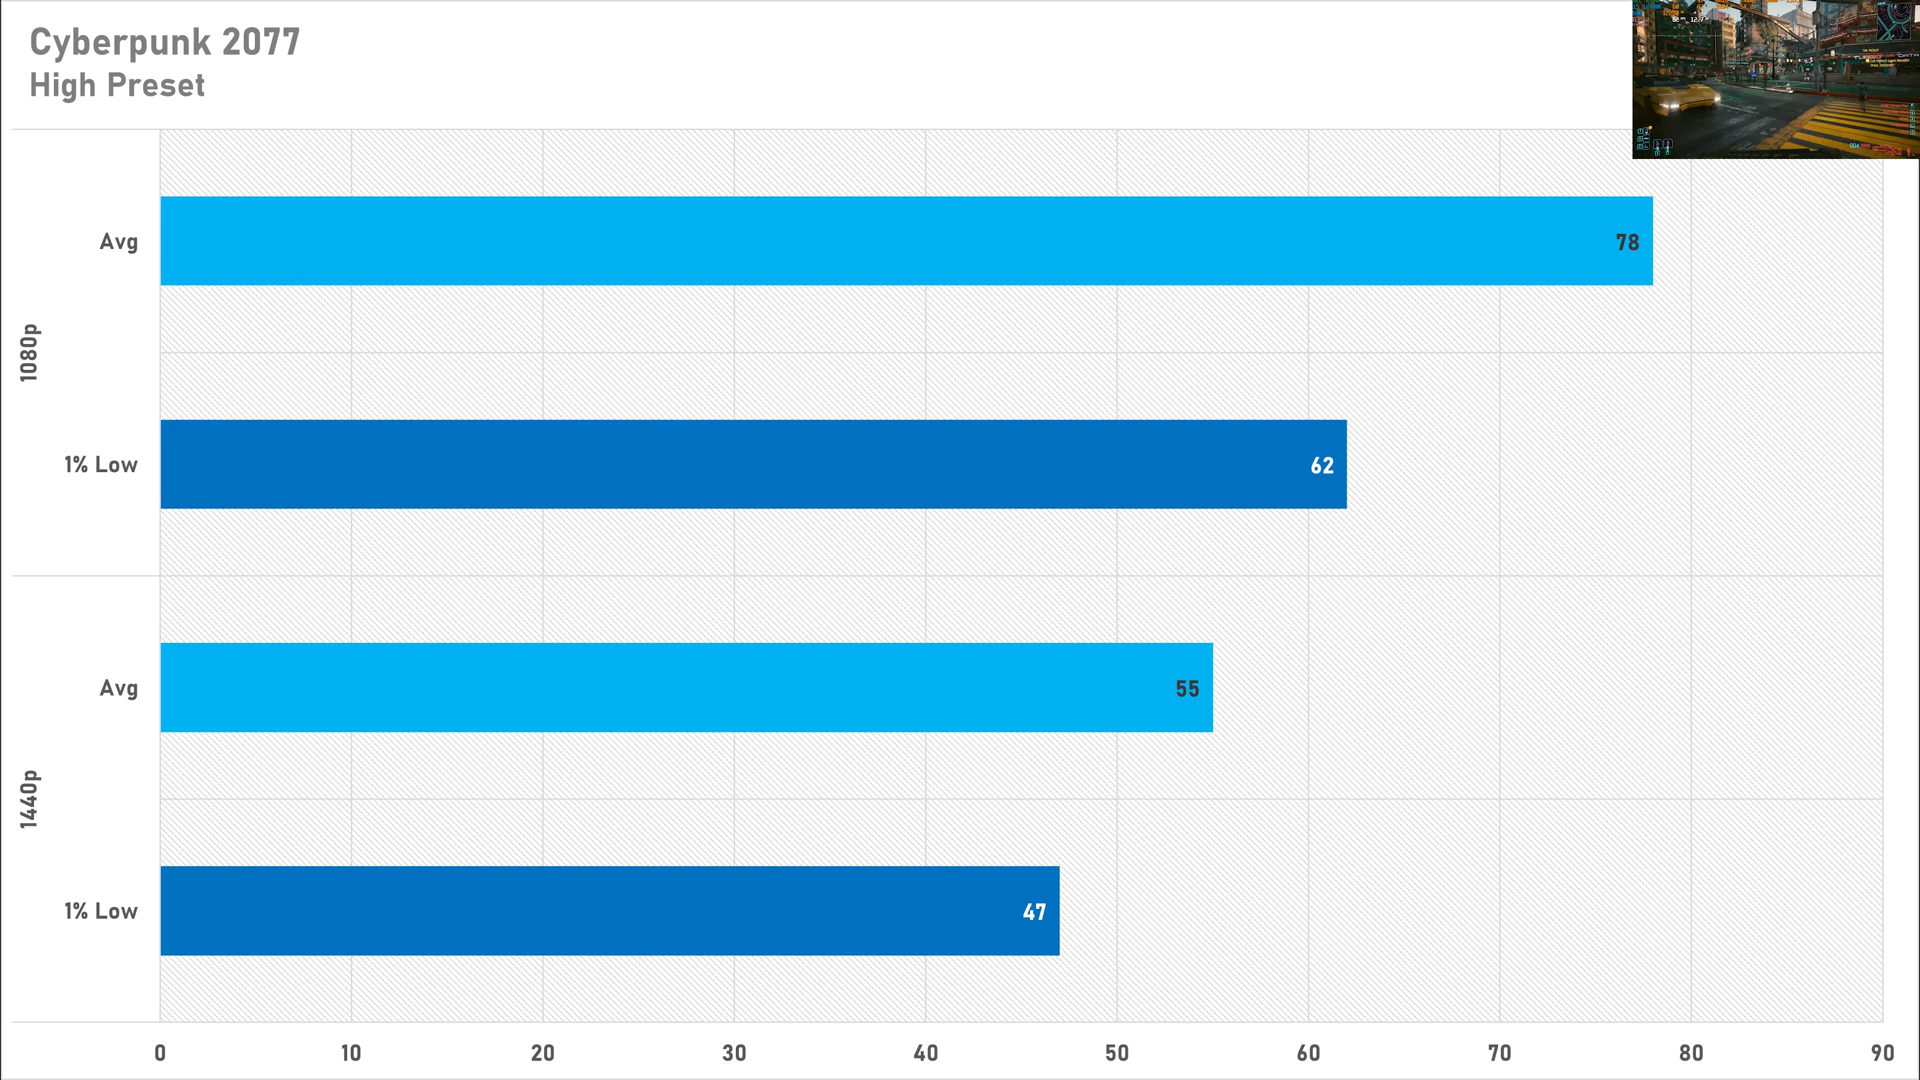 Cyberpunk 2077
High Preset
1080p
Avg
78
1% Low
62
1440p
Avg
55
1% Low
47
0 10 20 30 40 50 60 70 80 90